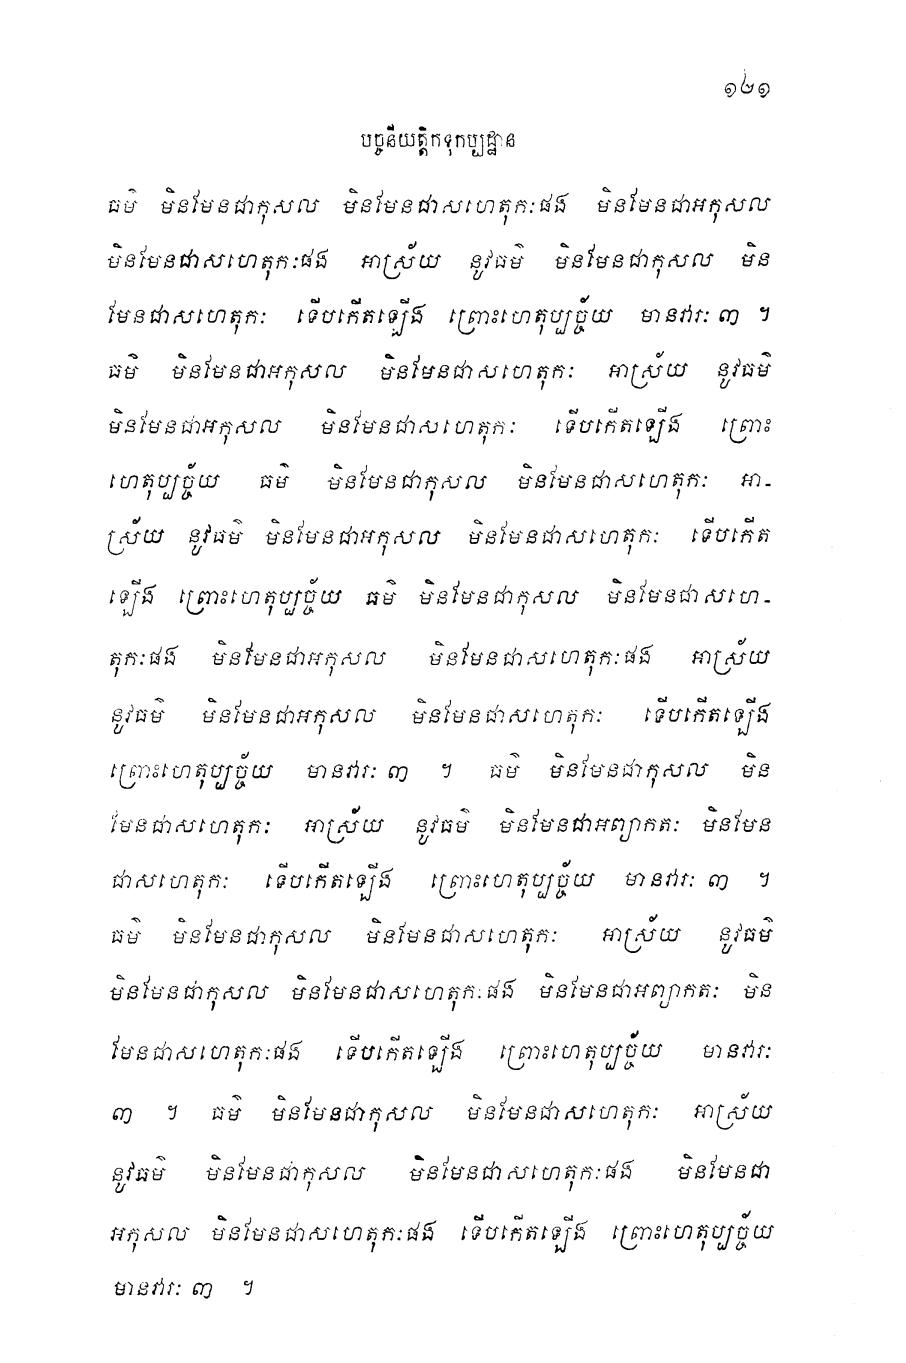 ១២១
បច្ចនីយត្តិកទុកប្បដ្ឋាន
ធម៌ មិនមែនជាកុសល មិនមែនជាសហេតុកៈផង មិនមែនជាអកុសល
មិនមែនជាសហេតុកៈផង អាស្រ័យ នូវធម៌ មិនមែនជាកុសល មិន
មែនជាសហេតុកៈ ទើបកើតឡើង ព្រោះហេតុប្បច្ច័យ មានវារៈ ៣ ។
ធម៌ មិនមែនជាអកុសល មិនមែនជាសហេតុកៈ អាស្រ័យ នូវធម៌
មិនមែនជាអកុសល មិនមែនជាសហេតុកៈ ទើបកើតឡើង ព្រោះ
ហេតុប្បច្ច័យ ធម៌ មិនមែនជាកុសល មិនមែនជាសហេតុកៈ អា-
ស្រ័យ នូវធម៌ មិនមែនជាអកុសល មិនមែនជាសហេតុកៈ ទើបកើត
ឡើង ព្រោះហេតុប្បច្ច័យ ធម៌ មិនមែនជាកុសល មិនមែនជាសហេ-
តុកៈផង មិនមែនជាអកុសល មិនមែនជាសហេតុកៈផង អាស្រ័យ
នូវធម៌ មិនមែនជាអកុសល មិនមែនជាសហេតុកៈ ទើបកើតឡើង
ព្រោះហេតុប្បច្ច័យ មានវារៈ ៣ ។ ធម៌ មិនមែនជាកុសល មិន
មែនជាសហេតុកៈ អាស្រ័យ នូវធម៌ មិនមែនជាអព្យាកតៈ មិនមែន
ជាសហេតុកៈ ទើបកើតឡើង ព្រោះហេតុប្បច្ច័យ មានវារៈ ៣ ។
ធម៌ មិនមែនជាកុសល មិនមែនជាសហេតុកៈ អាស្រ័យ នូវធម៌
មិនមែនជាកុសល មិនមែនជាសហេតុកៈផង មិនមែនជាអព្យាកតៈ មិន
មែនជាសហេតុកៈផង ទើបកើតឡើង ព្រោះហេតុប្បច្ច័យ មានវារៈ
៣ ។ ធម៌ មិនមែនជាកុសល មិនមែនជាសហេតុកៈ អាស្រ័យ
នូវធម៌ មិនមែនជាកុសល មិនមែនជាសហេតុកៈផង មិនមែនជា
អកុសល មិនមែនជាសហេតុកៈផង ទើបកើតឡើង ព្រោះហេតុប្បច្ច័យ
មានវារៈ ៣ ។